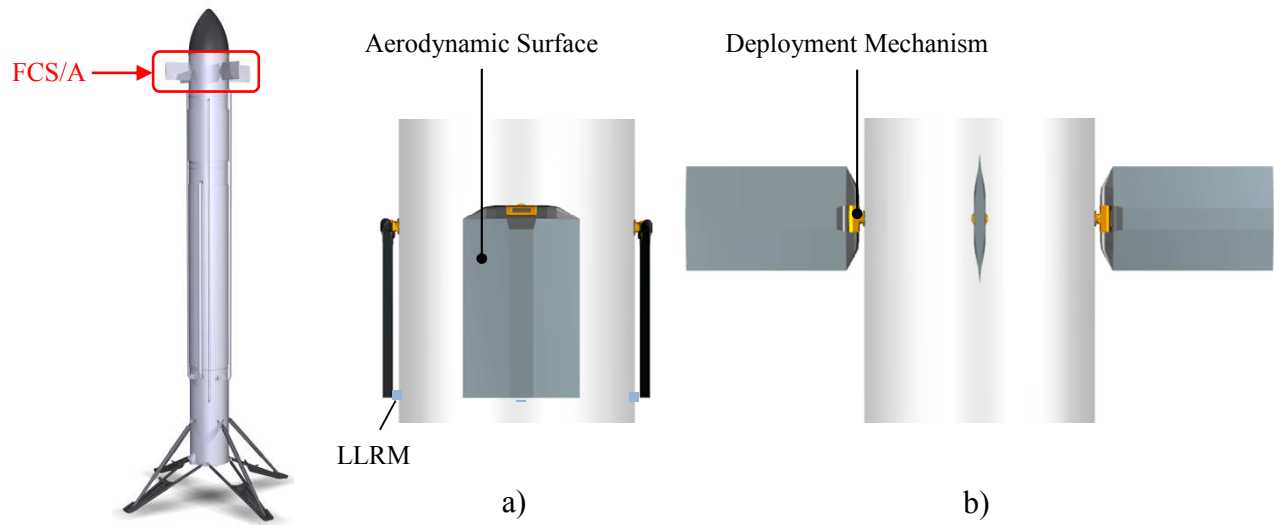 Aerodynamic Surface
Deployment Mechanism
FCS/A
LLRM
a)
b)